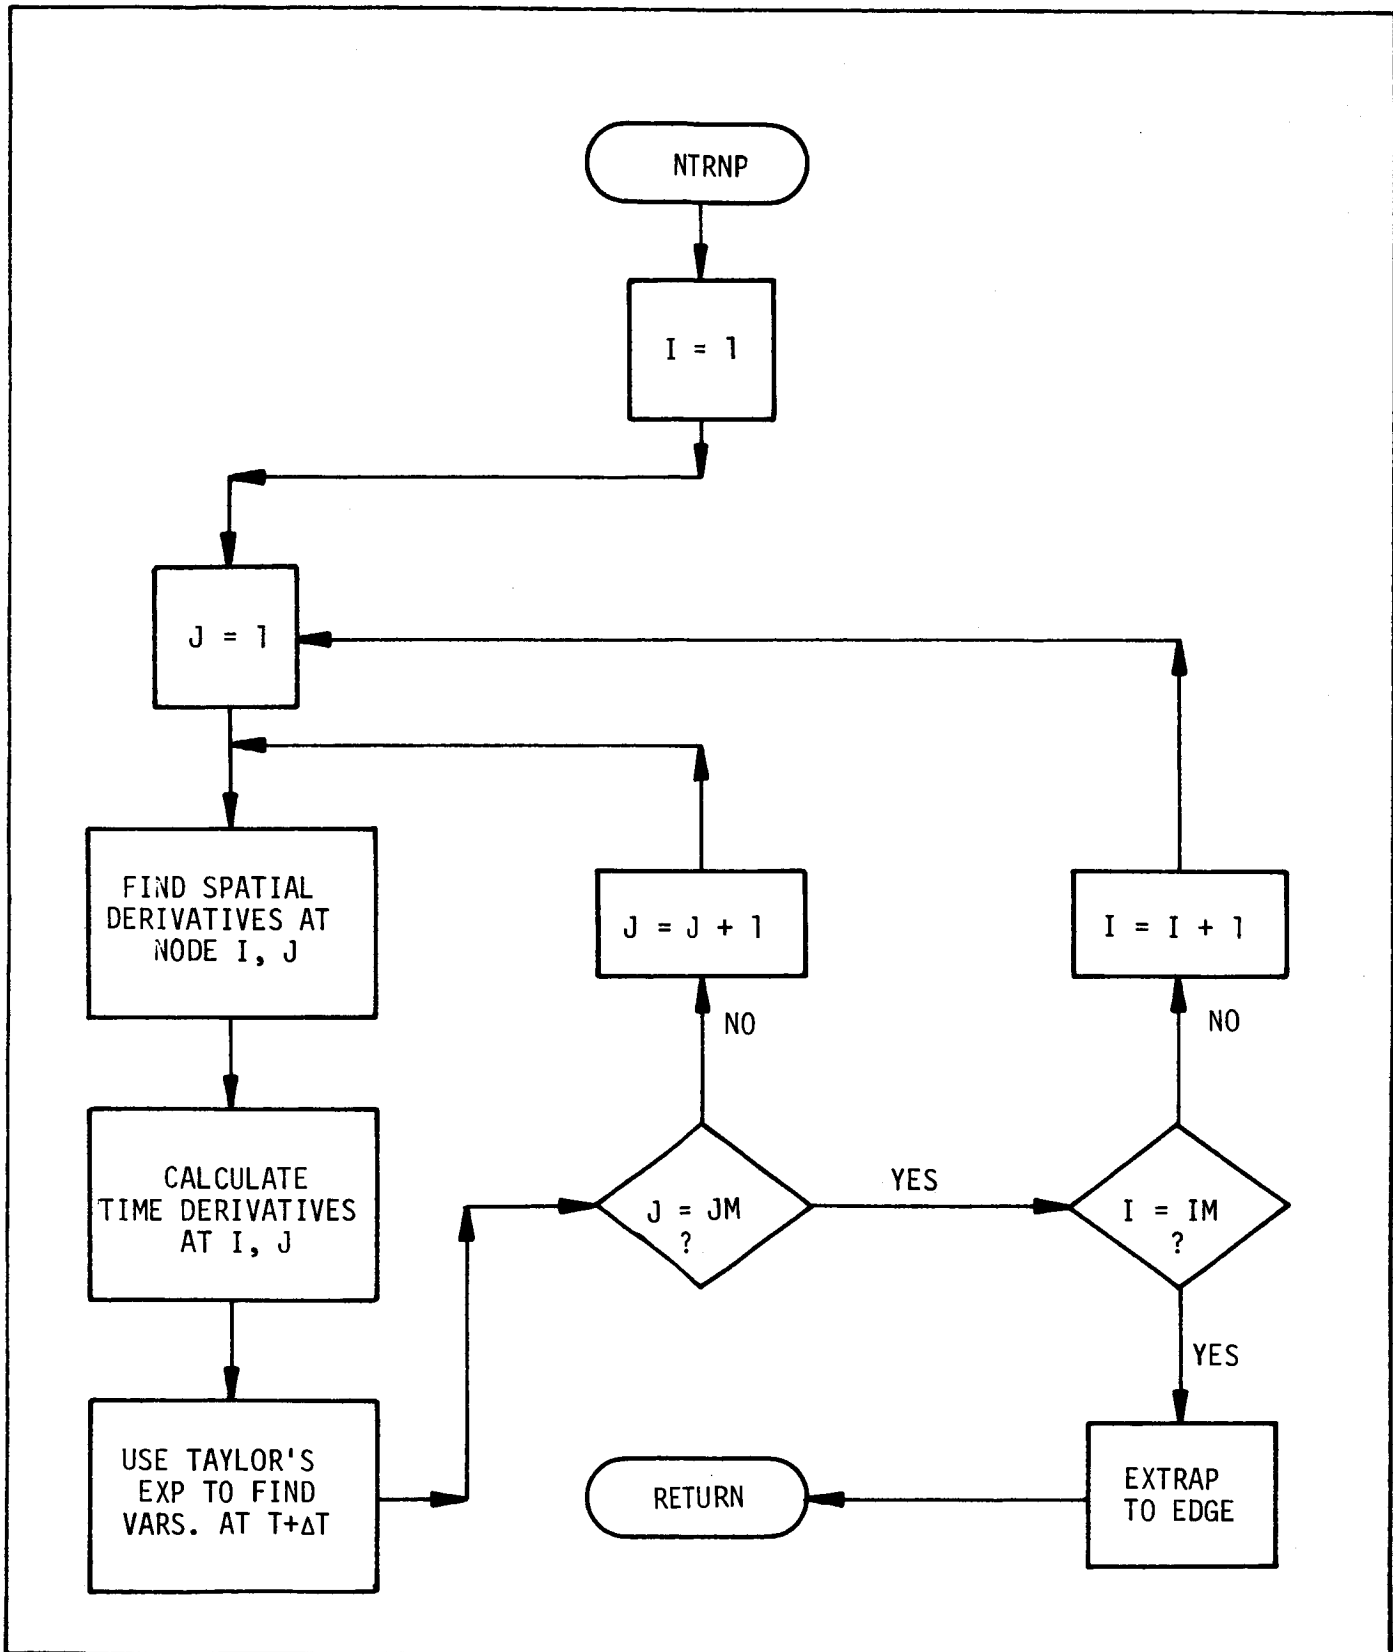 NTRNP
I = 1
J = 1
FIND SPATIAL
DERIVATIVES AT
NODE I, J
J = J + 1
I = I + 1
NO
NO
CALCULATE
TIME DERIVATIVES
AT I, J
J = JM
?
YES
I = IM
?
YES
USE TAYLOR'S
EXP TO FIND
VARS. AT T+ΔT
RETURN
EXTRAP
TO EDGE